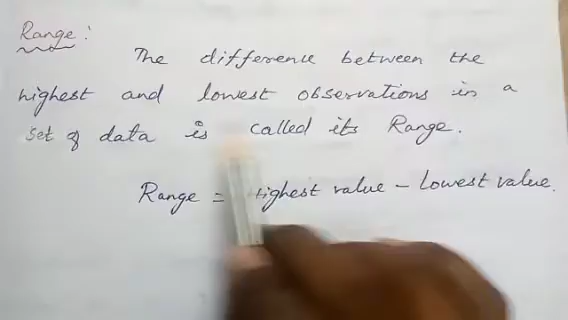 Range:
The difference between the
highest and lowest observations in a
set of data is called its Range.
Range = Highest value - Lowest value.